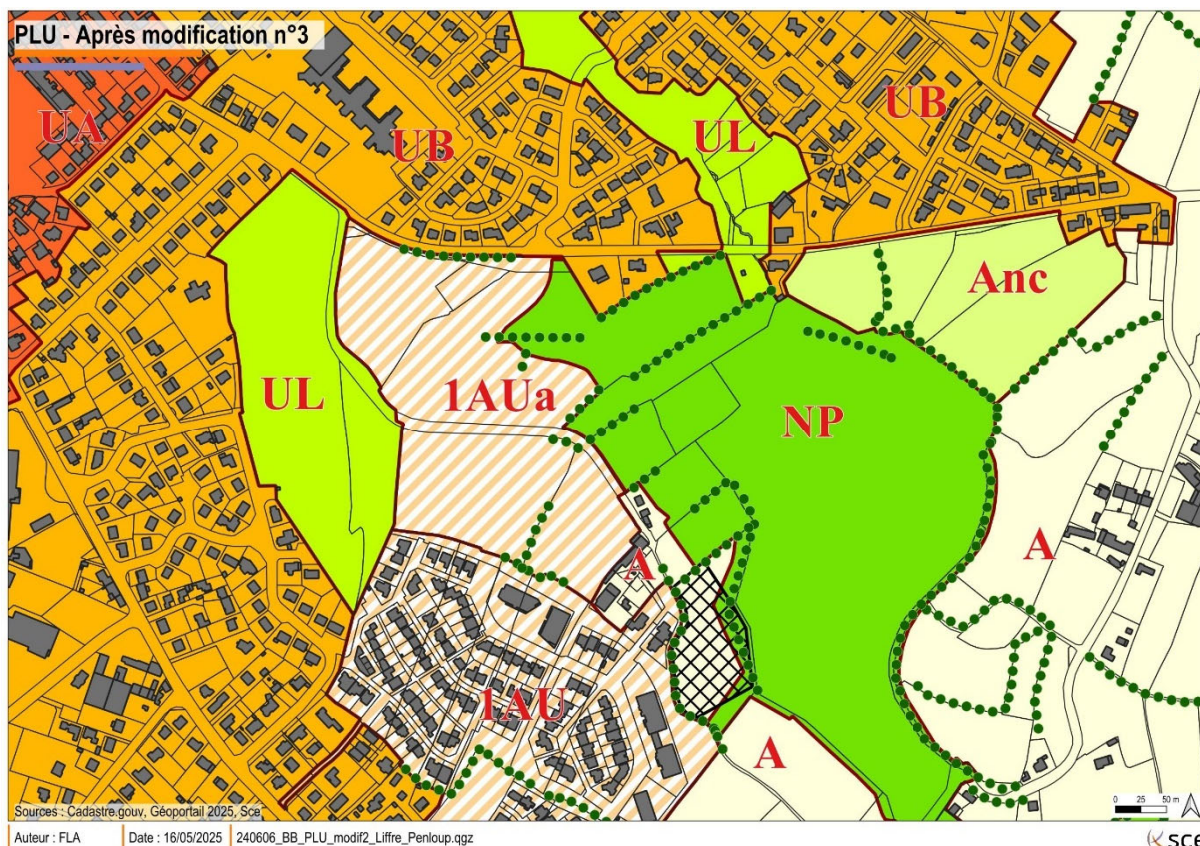 PLU - Après modification n°3
UA
UB
UL
UB
Anc
UL
1AUa
NP
A
A
1AU
A
Sources : Cadastre.gouv, Géoportail 2025, Sce
0 25 50 m
Auteur : FLA Date : 16/05/2025 240606_BB_PLU_modif2_Liffre_Penloup.qgz
sce